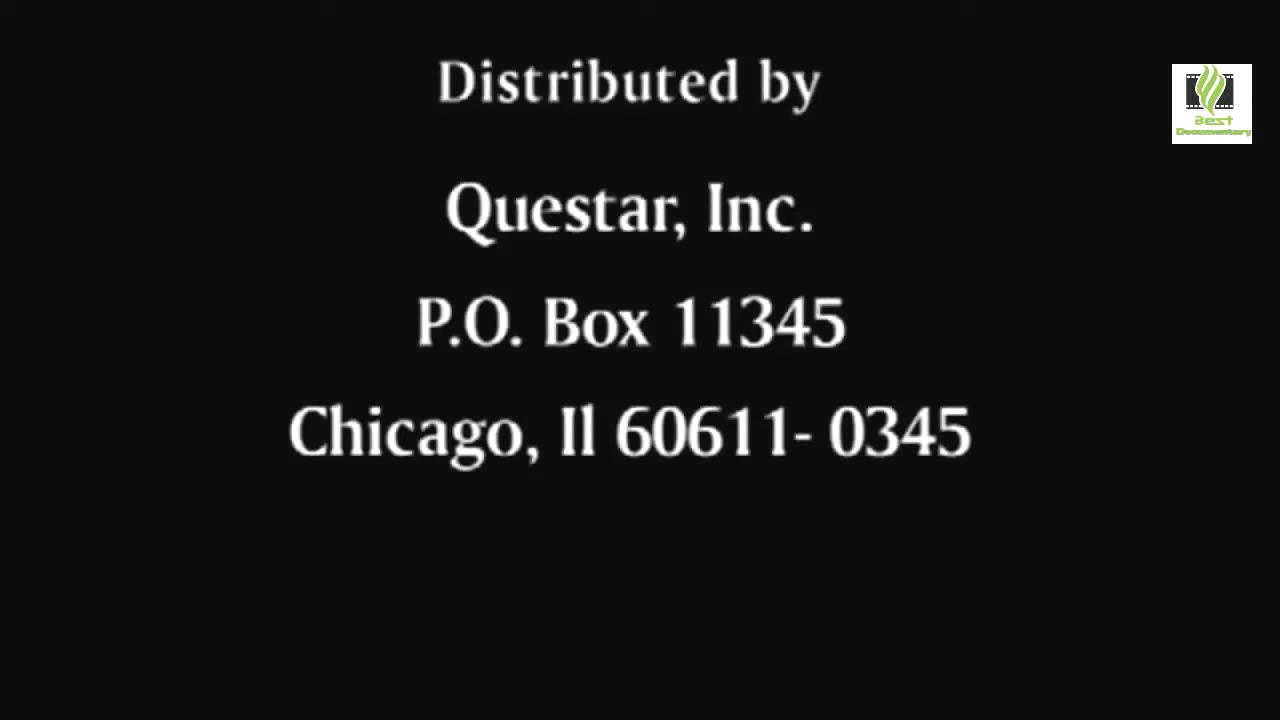 Distributed by
Questar, Inc.
P.O. Box 11345
Chicago, Il 60611- 0345
Best
Documentary